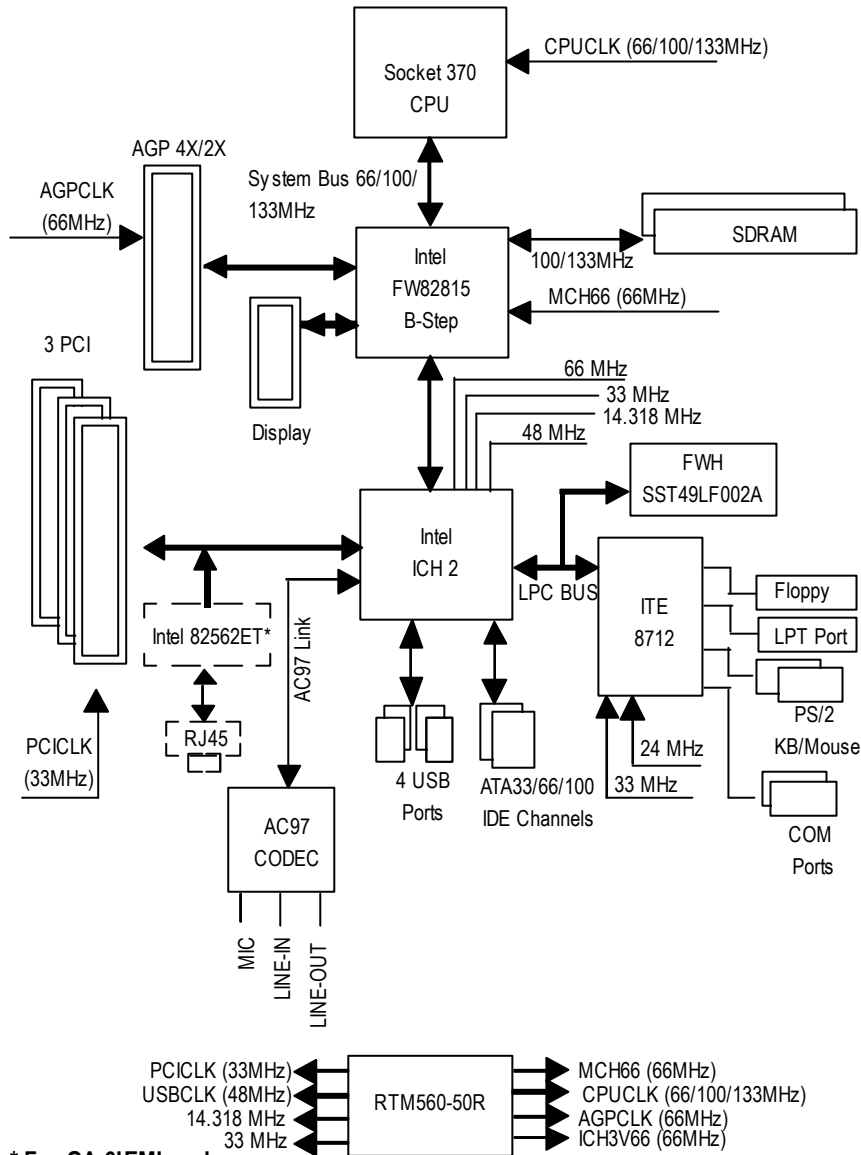 CPUCLK (66/100/133MHz)
Socket 370
CPU
AGP 4X/2X
AGPCLK
(66MHz)
System Bus 66/100/
133MHz
Intel
FW82815
B-Step
SDRAM
100/133MHz
MCH66 (66MHz)
3 PCI
Display
66 MHz
33 MHz
14.318 MHz
48 MHz
FWH
SST49LF002A
Intel
ICH 2
LPC BUS
ITE
8712
Floppy
LPT Port
PS/2
KB/Mouse
COM
Ports
24 MHz
33 MHz
Intel 82562ET*
RJ45
AC97 Link
PCICLK
(33MHz)
4 USB
Ports
ATA33/66/100
IDE Channels
AC97
CODEC
MIC
LINE-IN
LINE-OUT
RTM560-50R
PCICLK (33MHz)
USBCLK (48MHz)
14.318 MHz
33 MHz
MCH66 (66MHz)
CPUCLK (66/100/133MHz)
AGPCLK (66MHz)
ICH3V66 (66MHz)